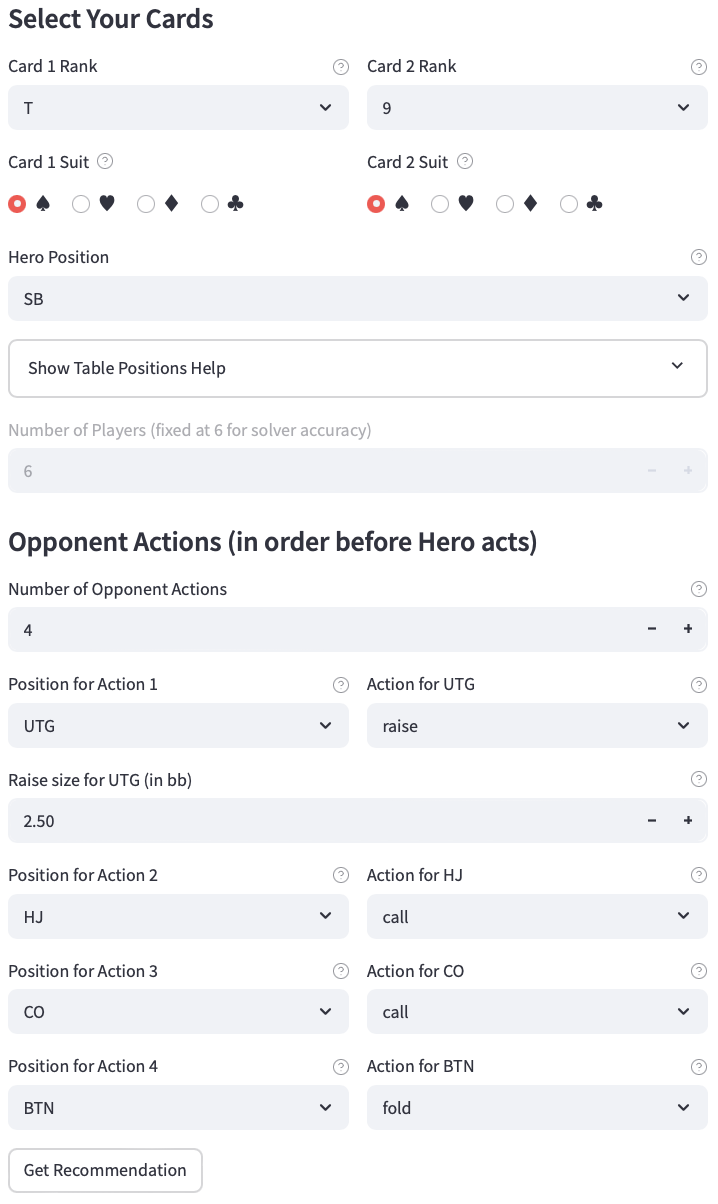 Select Your Cards
Card 1 Rank
Card 2 Rank
T
9
Card 1 Suit
Card 2 Suit
♠ ♥ ♦ ♣
♠ ♥ ♦ ♣
Hero Position
SB
Show Table Positions Help
Number of Players (fixed at 6 for solver accuracy)
6
Opponent Actions (in order before Hero acts)
Number of Opponent Actions
4
Position for Action 1
Action for UTG
UTG
raise
Raise size for UTG (in bb)
2.50
Position for Action 2
Action for HJ
HJ
call
Position for Action 3
Action for CO
CO
call
Position for Action 4
Action for BTN
BTN
fold
Get Recommendation